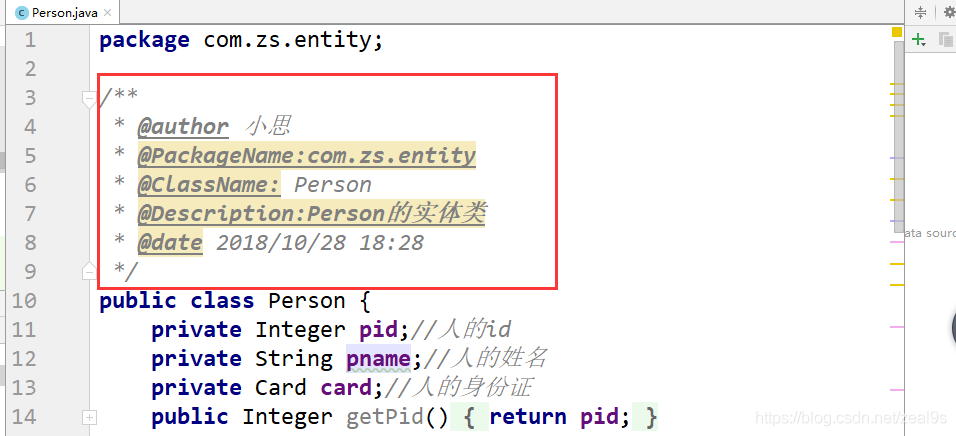 Person.java
1 package com.zs.entity;
2
3 /**
4 * @author 小思
5 * @PackageName:com.zs.entity
6 * @ClassName: Person
7 * @Description:Person的实体类
8 * @date 2018/10/28 18:28
9 */
10 public class Person {
11 private Integer pid;//人的id
12 private String pname;//人的姓名
13 private Card card;//人的身份证
14 public Integer getPid() { return pid; }
ata sourc
https://blog.csdn.net/zeal9s